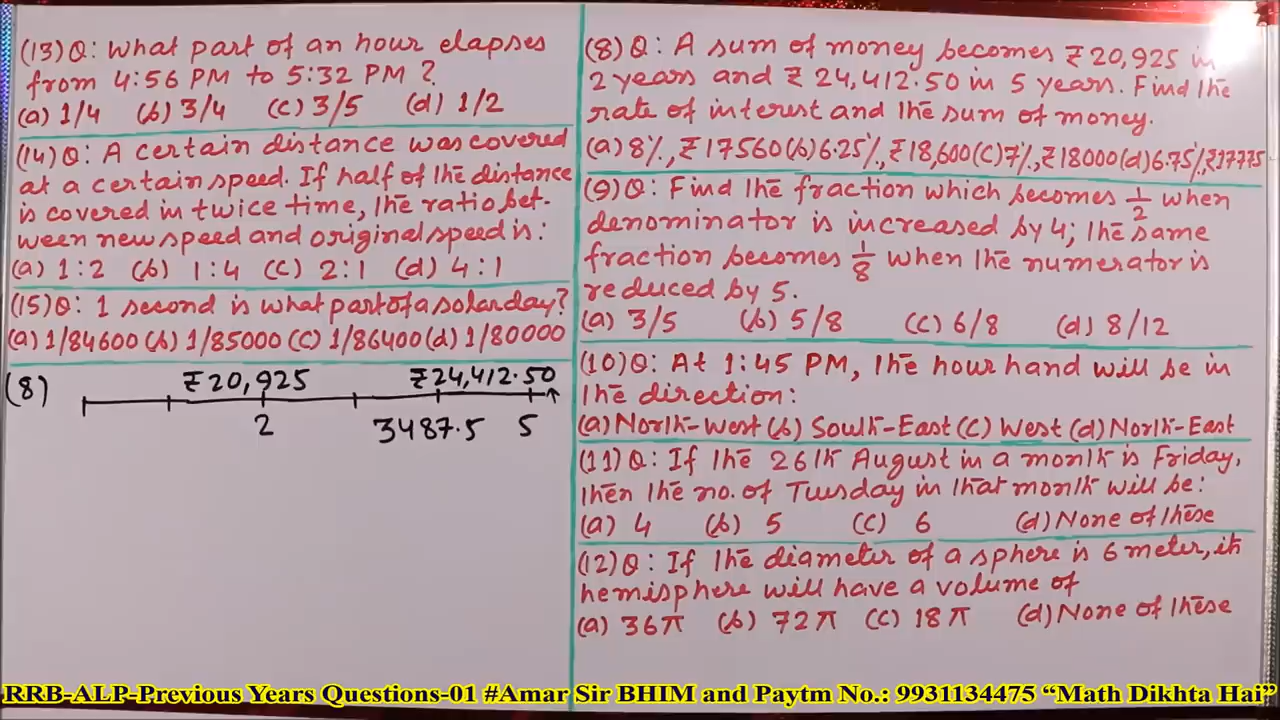 (13)Q: What part of an hour elapses
from 4:56 PM to 5:32 PM ?
(a) 1/4 (b) 3/4 (c) 3/5 (d) 1/2
(14)Q: A certain distance was covered
at a certain speed. If half of the distance
is covered in twice time, the ratio bet-
ween new speed and original speed is:
(a) 1:2 (b) 1:4 (c) 2:1 (d) 4:1
(15)Q: 1 second is what part of a solar day?
(a) 1/84600 (b) 1/85000 (c) 1/86400 (d) 1/80000
(8) ₹20,925 ₹24,412.50
2 3487.5 5
(8) Q: A sum of money becomes ₹20,925 in
2 years and ₹24,412.50 in 5 years. Find the
rate of interest and the sum of money.
(a) 8%, ₹17560 (b) 6.25%, ₹18,600 (c) 7%, ₹18000 (d) 6.75%, ₹17775
(9) Q: Find the fraction which becomes 1/2 when
denominator is increased by 4; the same
fraction becomes 1/8 when the numerator is
reduced by 5.
(a) 3/5 (b) 5/8 (c) 6/8 (d) 8/12
(10)Q: At 1:45 PM, the hour hand will be in
the direction:
(a) North-West (b) South-East (c) West (d) North-East
(11) Q: If the 26th August in a month is Friday,
then the no. of Tuesday in that month will be:
(a) 4 (b) 5 (c) 6 (d) None of these
(12)Q: If the diameter of a sphere is 6 meter, its
hemisphere will have a volume of
(a) 36π (b) 72π (c) 18π (d) None of these
RRB-ALP-Previous Years Questions-01 #Amar Sir BHIM and Paytm No.: 9931134475 “Math Dikhta Hai”